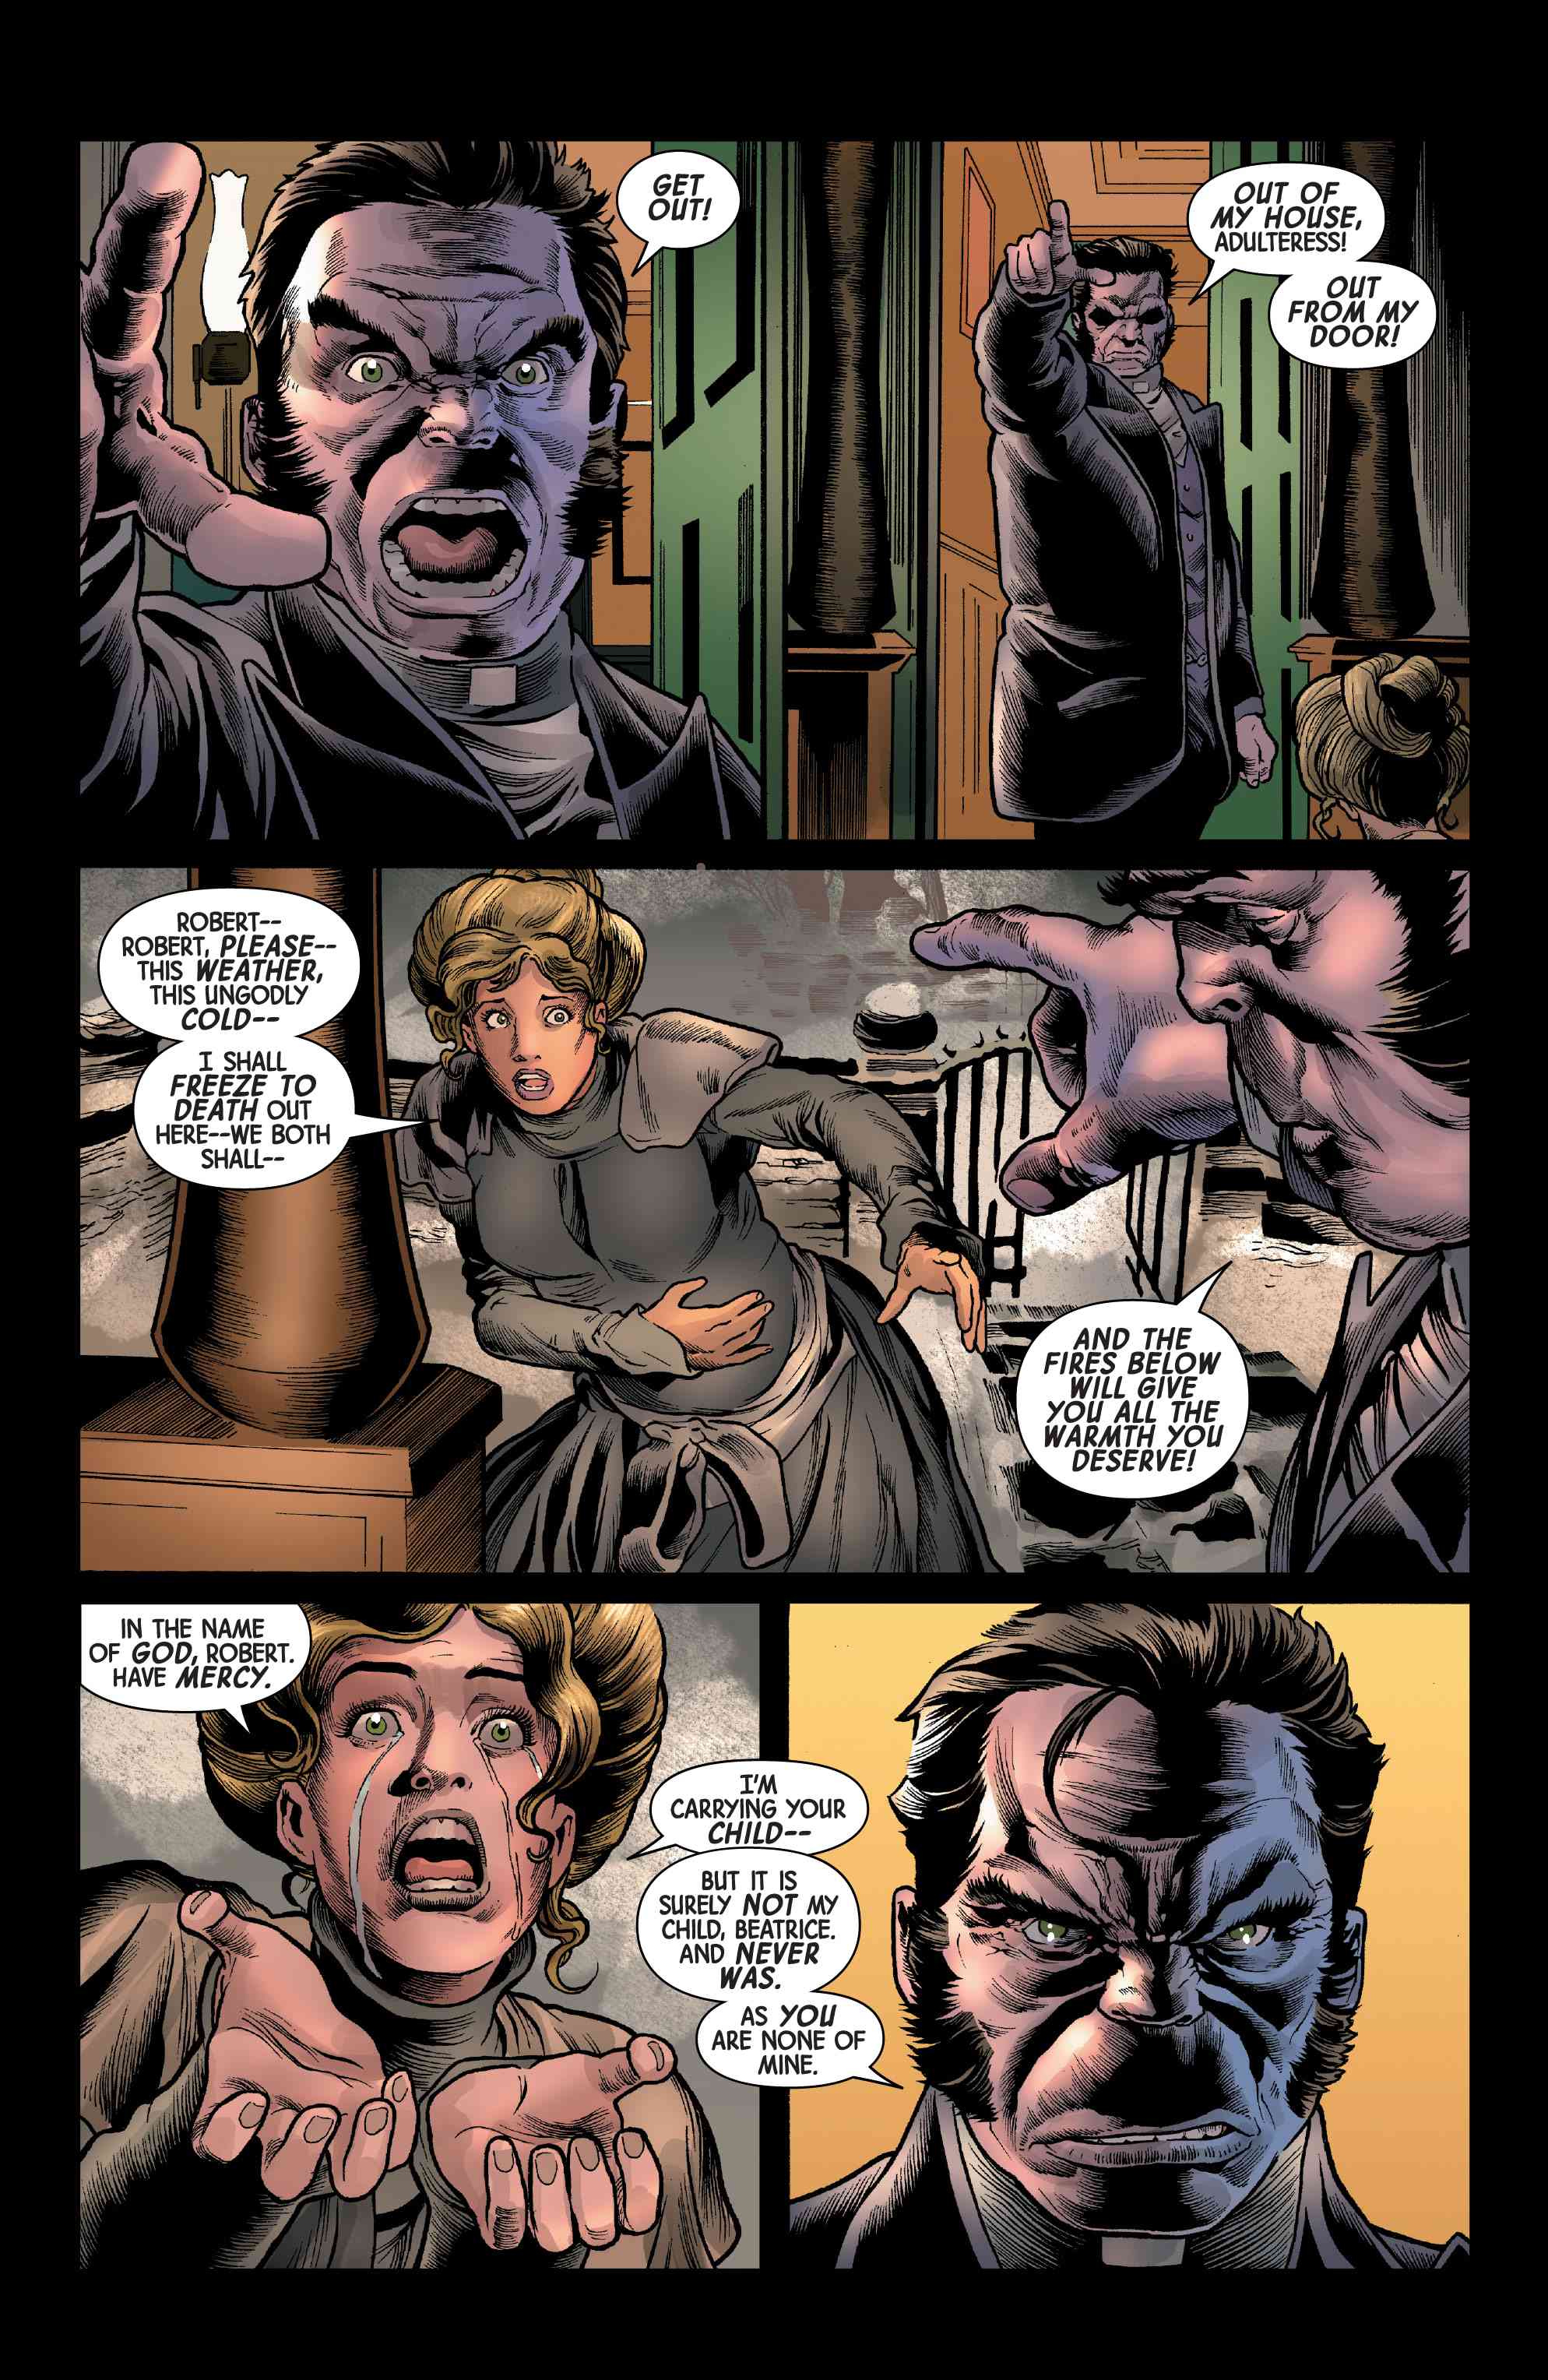 GET
OUT!
OUT OF
MY HOUSE,
ADULTERESS!
OUT
FROM MY
DOOR!
ROBERT--
ROBERT, PLEASE--
THIS WEATHER,
THIS UNGODLY
COLD--
I SHALL
FREEZE TO
DEATH OUT
HERE--WE BOTH
SHALL--
AND THE
FIRES BELOW
WILL GIVE
YOU ALL THE
WARMTH YOU
DESERVE!
IN THE NAME
OF GOD, ROBERT.
HAVE MERCY.
I'M
CARRYING YOUR
CHILD--
BUT IT IS
SURELY NOT MY
CHILD, BEATRICE.
AND NEVER
WAS.
AS YOU
ARE NONE OF
MINE.